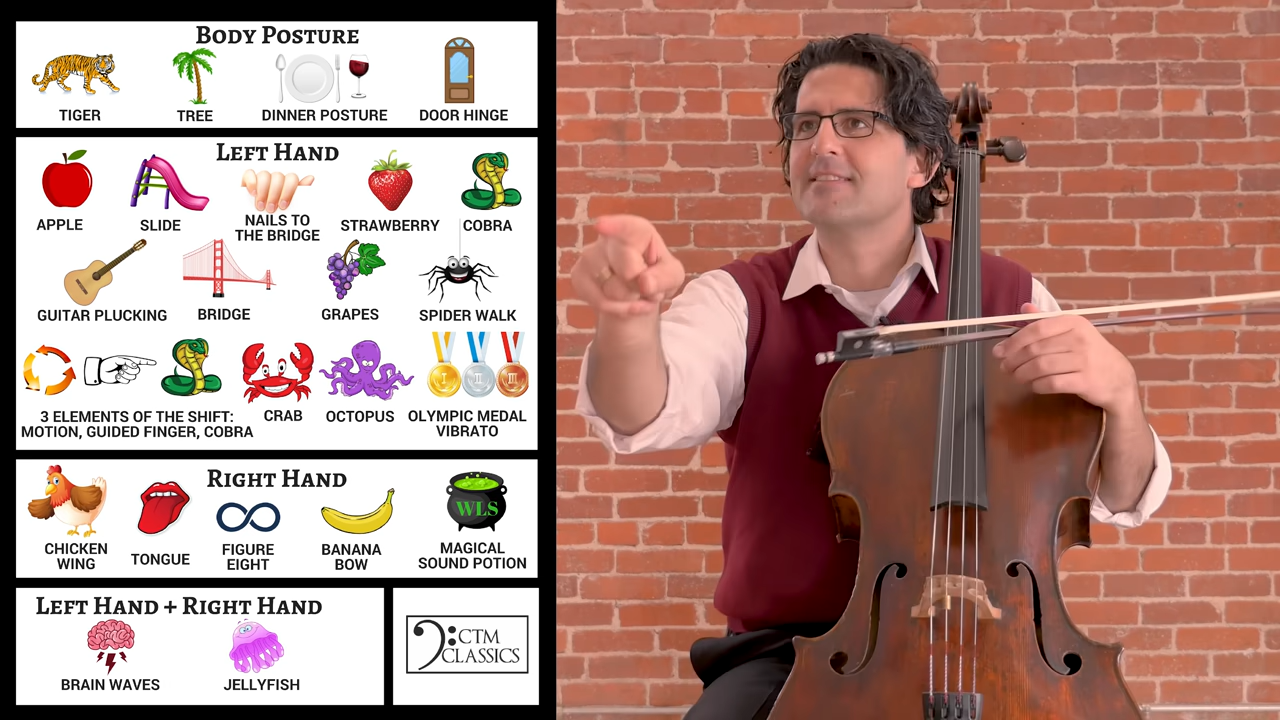 BODY POSTURE
TIGER
TREE
DINNER POSTURE
DOOR HINGE
LEFT HAND
APPLE
SLIDE
NAILS TO
THE BRIDGE
STRAWBERRY
COBRA
GUITAR PLUCKING
BRIDGE
GRAPES
SPIDER WALK
I
II
III
3 ELEMENTS OF THE SHIFT:
MOTION, GUIDED FINGER, COBRA
CRAB
OCTOPUS
OLYMPIC MEDAL
VIBRATO
RIGHT HAND
CHICKEN
WING
TONGUE
FIGURE
EIGHT
BANANA
BOW
WLS
MAGICAL
SOUND POTION
LEFT HAND + RIGHT HAND
BRAIN WAVES
JELLYFISH
CTM
CLASSICS